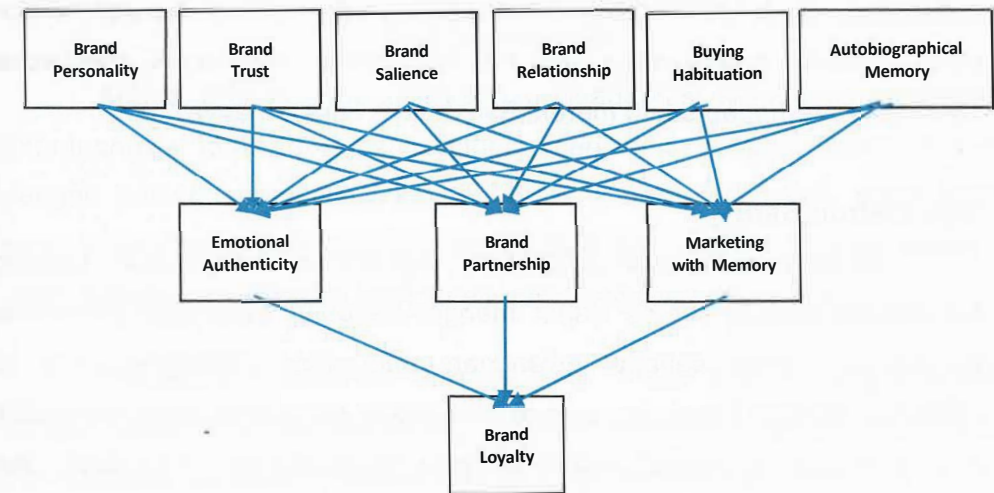 Brand
Personality
Brand
Trust
Brand
Salience
Brand
Relationship
Buying
Habituation
Autobiographical
Memory
Emotional
Authenticity
Brand
Partnership
Marketing
with Memory
Brand
Loyalty